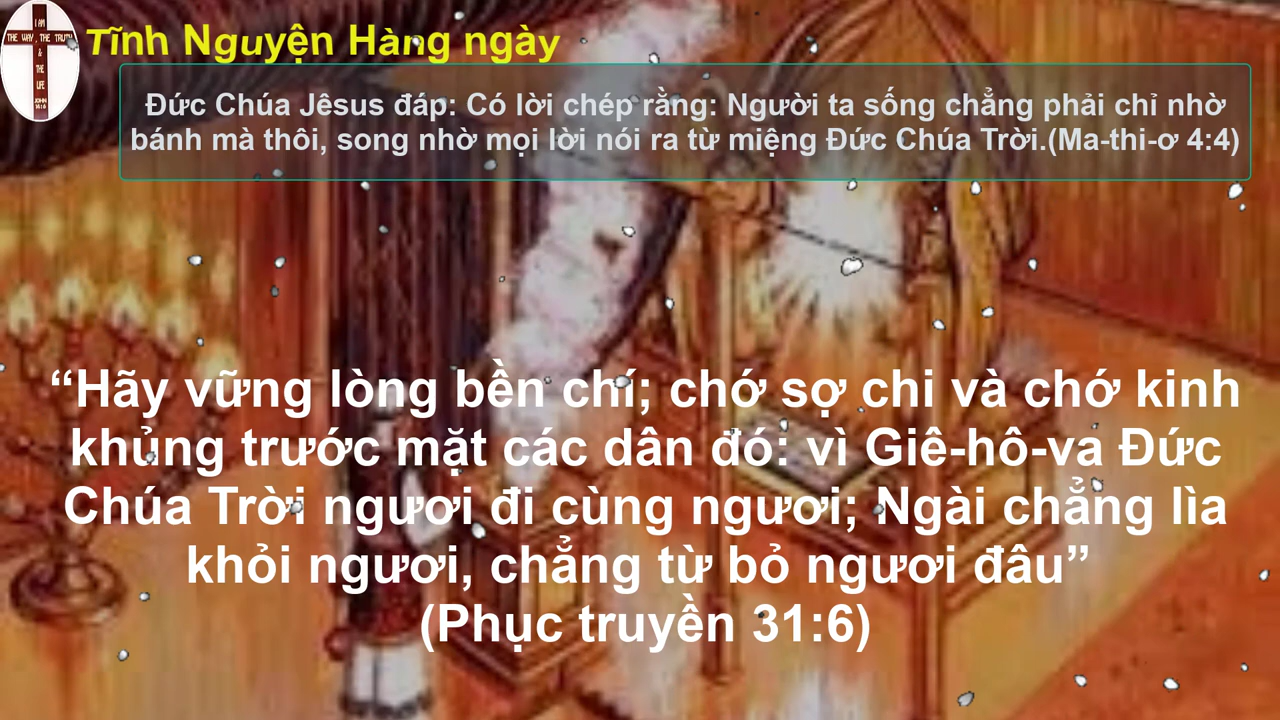 I AM
THE WAY, THE TRUTH
&
THE
LIFE
JOHN
14:6
Tĩnh Nguyện Hàng ngày
Đức Chúa Jêsus đáp: Có lời chép rằng: Người ta sống chẳng phải chỉ nhờ
bánh mà thôi, song nhờ mọi lời nói ra từ miệng Đức Chúa Trời.(Ma-thi-ơ 4:4)
“Hãy vững lòng bền chí; chớ sợ chi và chớ kinh
khủng trước mặt các dân đó: vì Giê-hô-va Đức
Chúa Trời ngươi đi cùng ngươi; Ngài chẳng lìa
khỏi ngươi, chẳng từ bỏ ngươi đâu”
(Phục truyền 31:6)